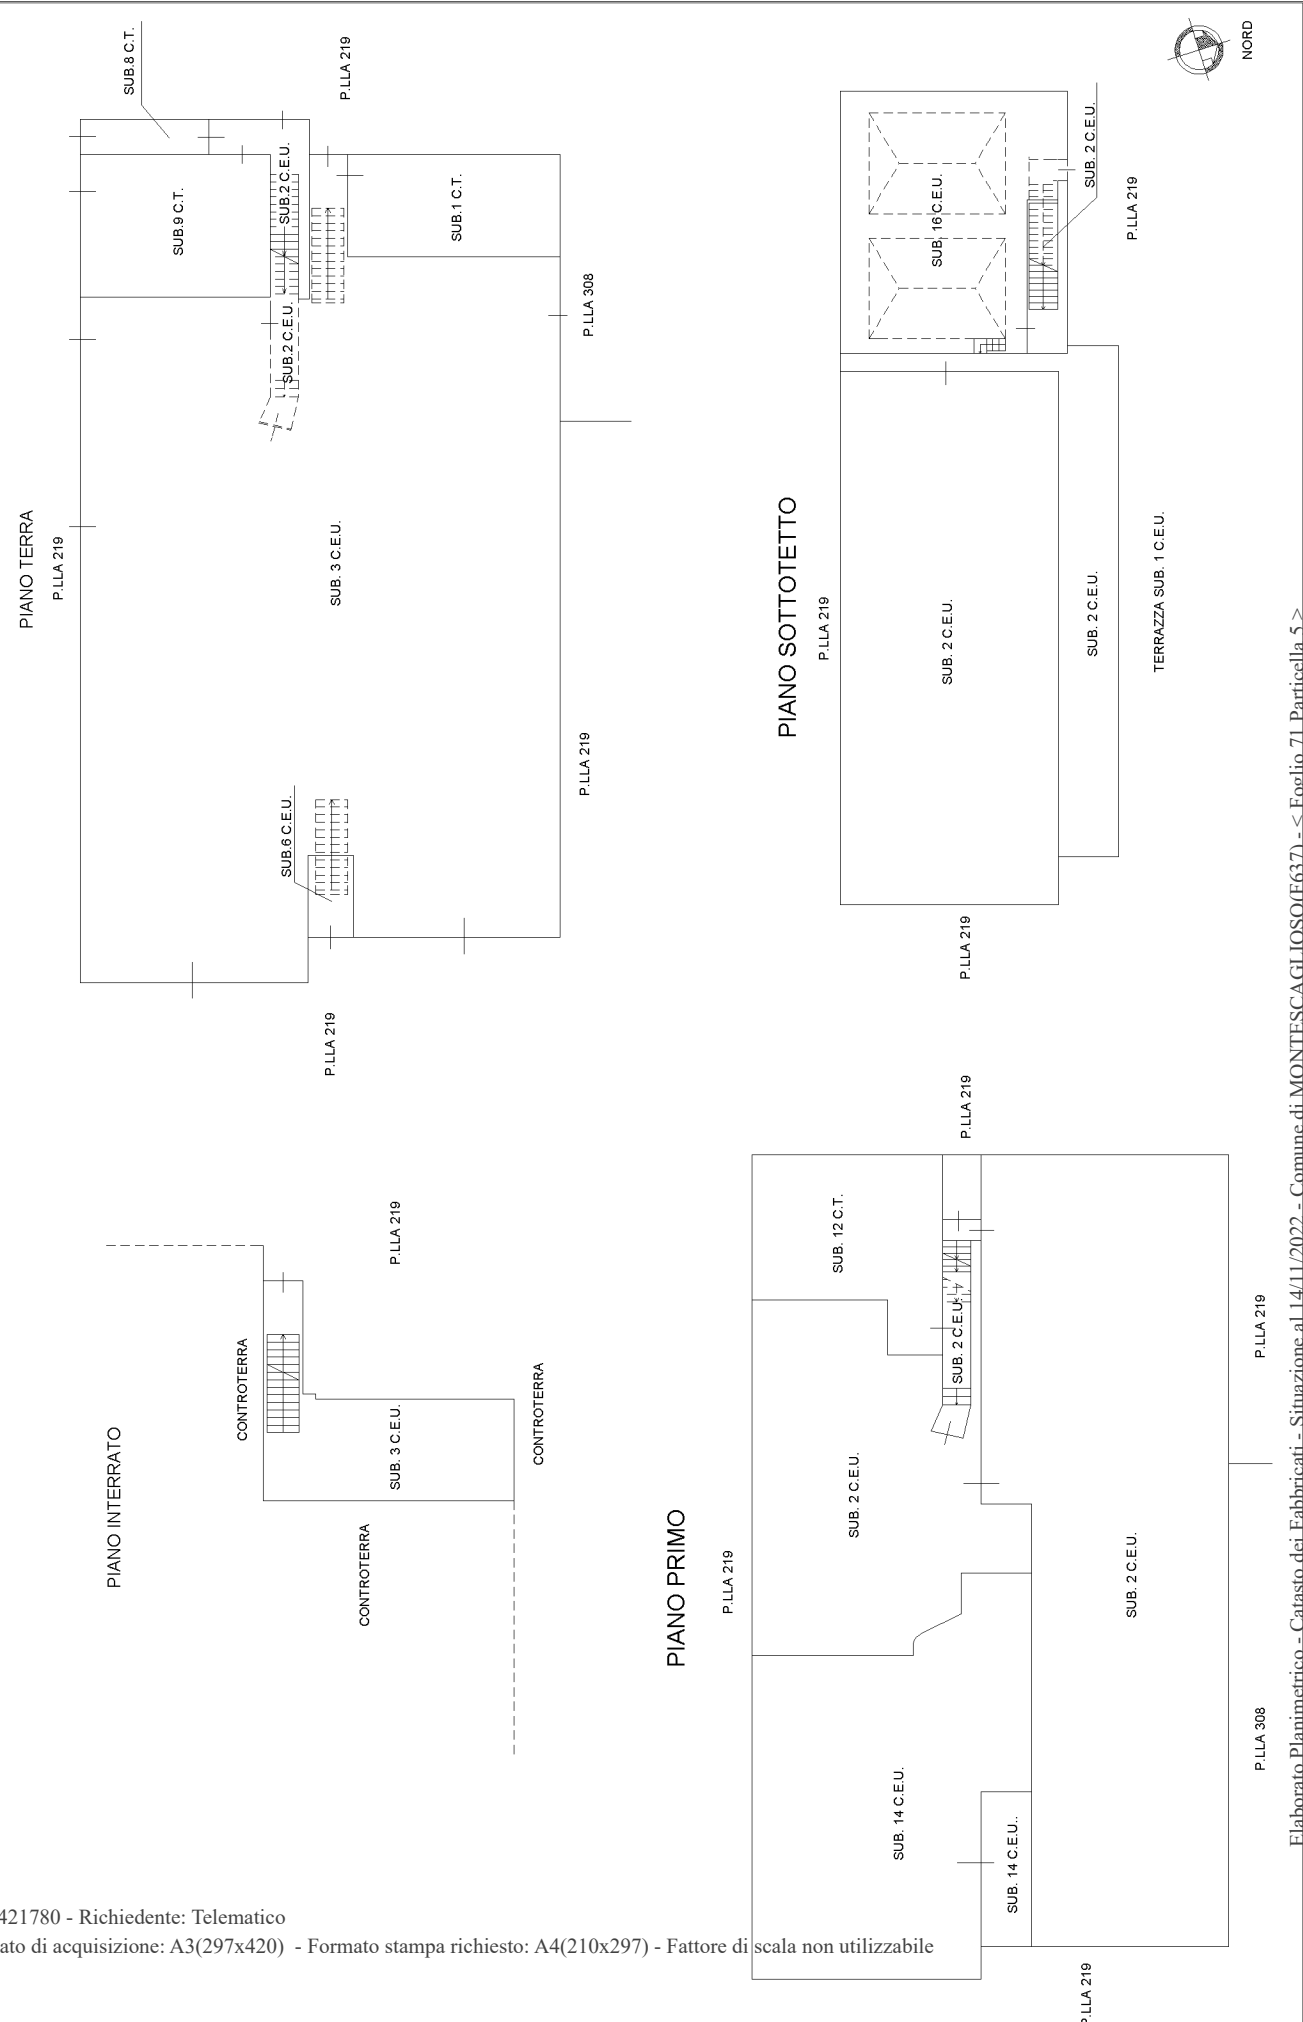 NORD
PIANO TERRA
P.LLA 219
SUB.8 C.T.
P.LLA 219
SUB.9 C.T.
SUB.2 C.E.U.
SUB.2 C.E.U.
SUB.1 C.T.
P.LLA 308
SUB. 3 C.E.U.
P.LLA 219
SUB.6 C.E.U.
P.LLA 219
PIANO SOTTOTETTO
P.LLA 219
SUB. 16 C.E.U.
SUB. 2 C.E.U.
P.LLA 219
SUB. 2 C.E.U.
SUB. 2 C.E.U.
TERRAZZA SUB. 1 C.E.U.
P.LLA 219
PIANO INTERRATO
CONTROTERRA
P.LLA 219
SUB. 3 C.E.U.
CONTROTERRA
CONTROTERRA
PIANO PRIMO
P.LLA 219
P.LLA 219
SUB. 12 C.T.
SUB. 2 C.E.U.
SUB. 2 C.E.U.
P.LLA 219
SUB. 2 C.E.U.
SUB. 14 C.E.U.
SUB. 14 C.E.U..
P.LLA 308
P.LLA 219
Elaborato Planimetrico - Catasto dei Fabbricati - Situazione al 14/11/2022 - Comune di MONTESCAGLIOSO(F637) - < Foglio 71 Particella 5 >
421780 - Richiedente: Telematico
ato di acquisizione: A3(297x420) - Formato stampa richiesto: A4(210x297) - Fattore di scala non utilizzabile